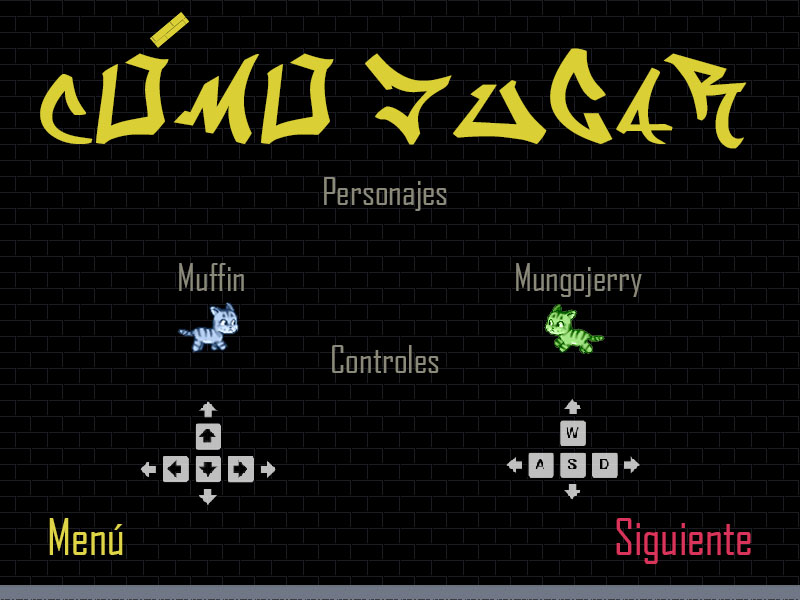 CÓMO JUGAR
Personajes
Muffin
Mungojerry
Controles
W
A S D
Menú
Siguiente